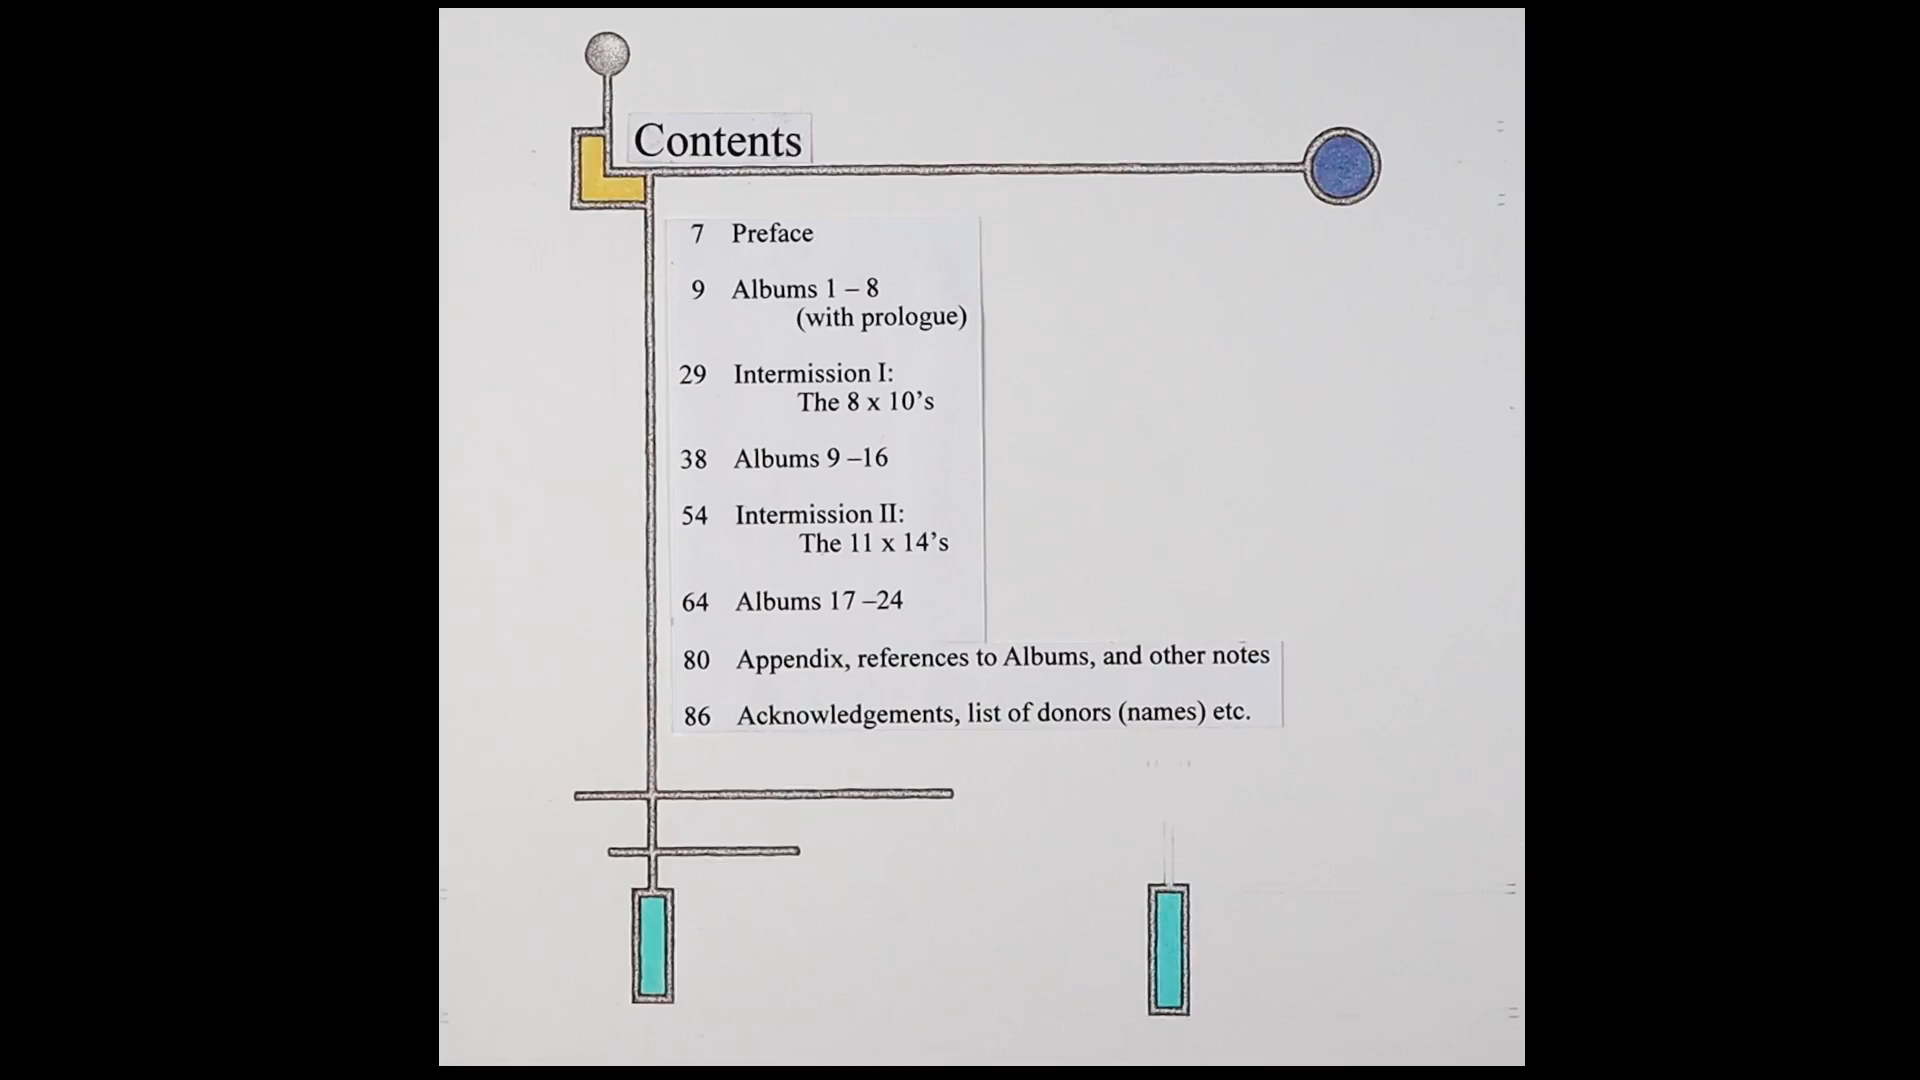 Contents
7 Preface
9 Albums 1 – 8
(with prologue)
29 Intermission I:
The 8 x 10’s
38 Albums 9 –16
54 Intermission II:
The 11 x 14’s
64 Albums 17 –24
80 Appendix, references to Albums, and other notes
86 Acknowledgements, list of donors (names) etc.